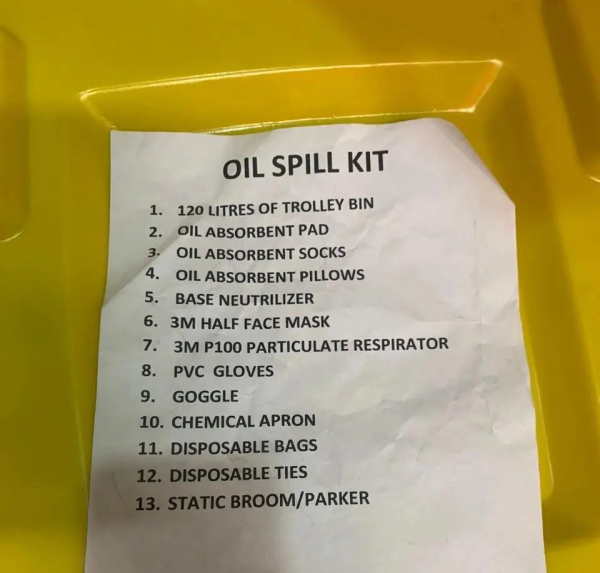 OIL SPILL KIT
1. 120 LITRES OF TROLLEY BIN
2. OIL ABSORBENT PAD
3. OIL ABSORBENT SOCKS
4. OIL ABSORBENT PILLOWS
5. BASE NEUTRILIZER
6. 3M HALF FACE MASK
7. 3M P100 PARTICULATE RESPIRATOR
8. PVC GLOVES
9. GOGGLE
10. CHEMICAL APRON
11. DISPOSABLE BAGS
12. DISPOSABLE TIES
13. STATIC BROOM/PARKER